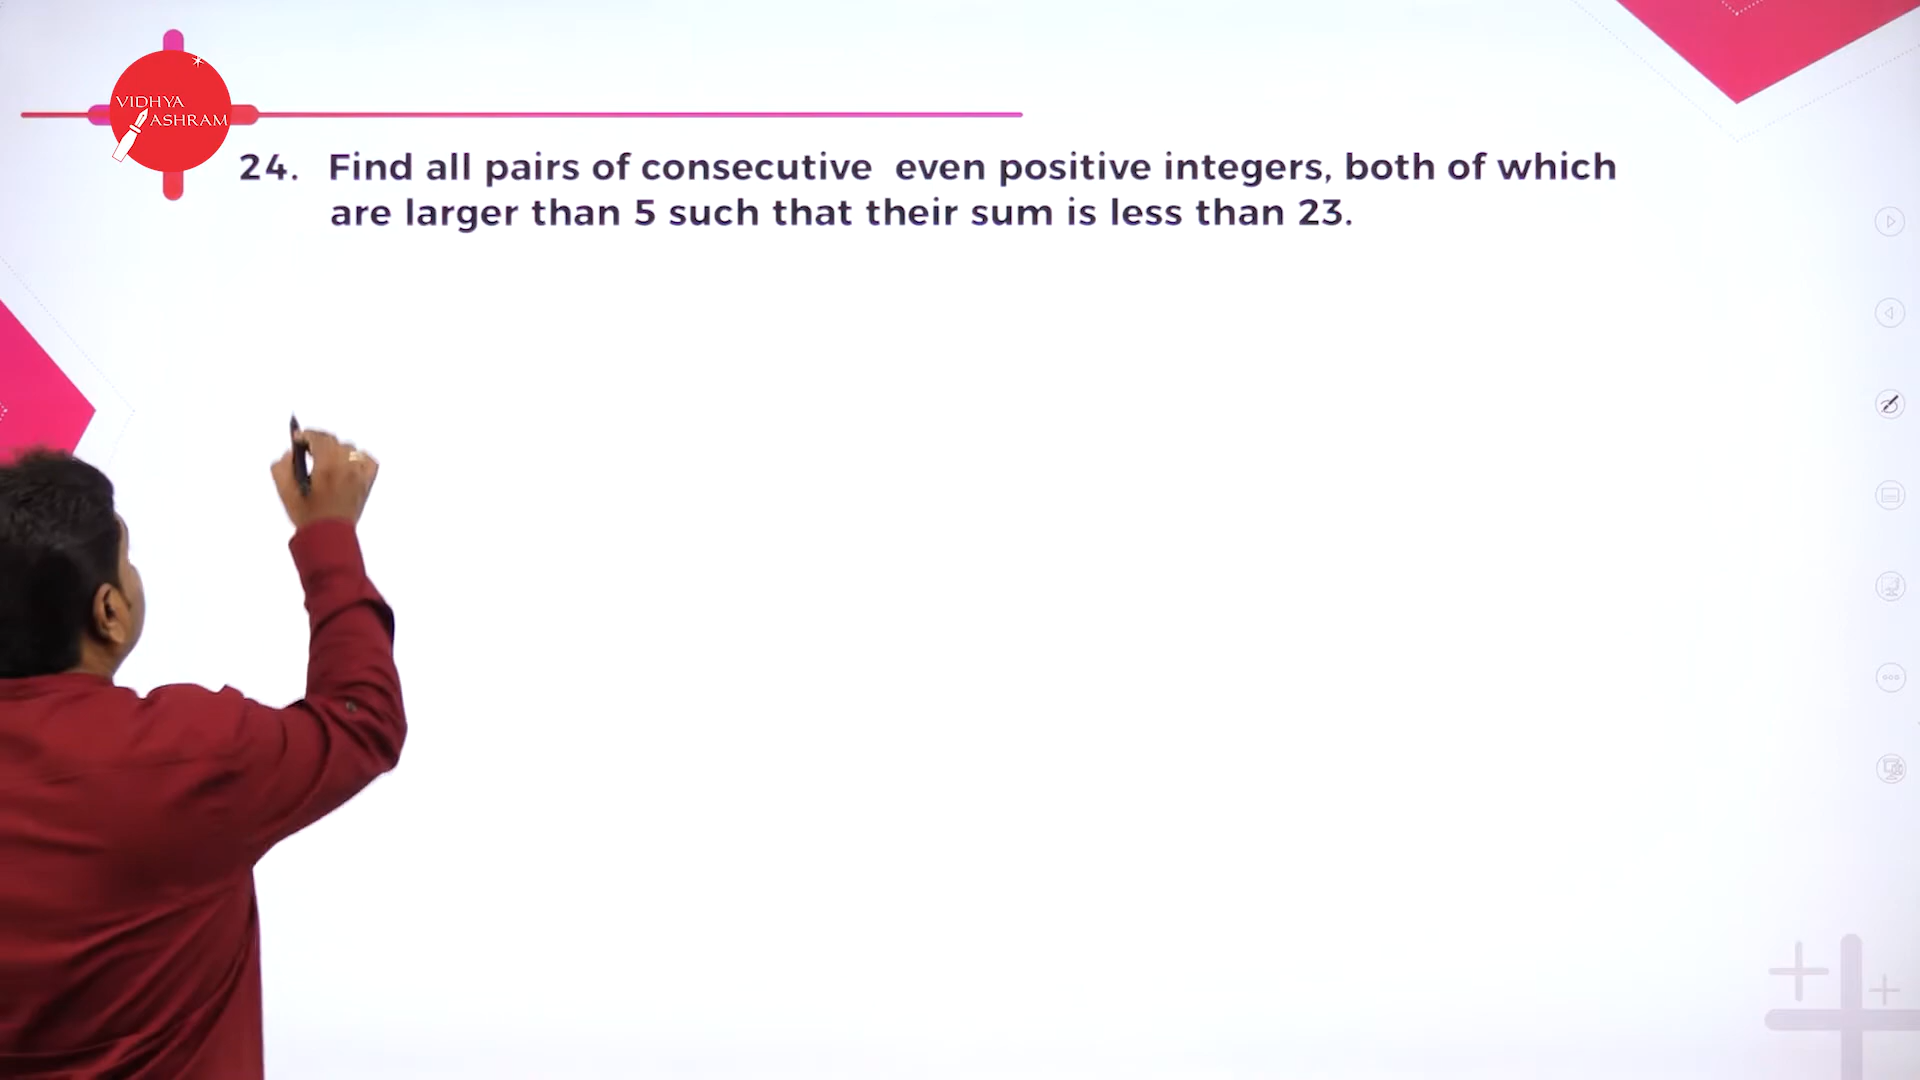 VIDHYA
ASHRAM
24. Find all pairs of consecutive even positive integers, both of which
are larger than 5 such that their sum is less than 23.